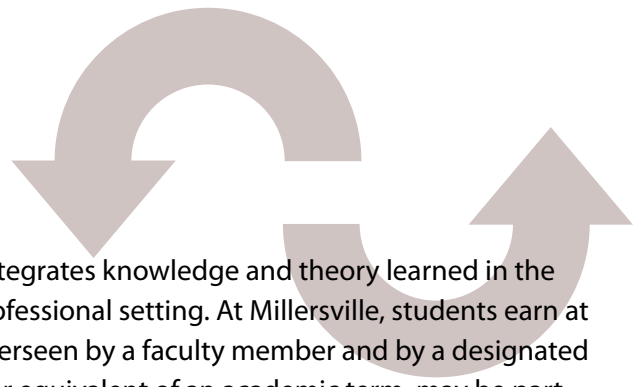 tegrates knowledge and theory learned in the
ofessional setting. At Millersville, students earn at
erseen by a faculty member and by a designated
r equivalent of an academic term, may be part